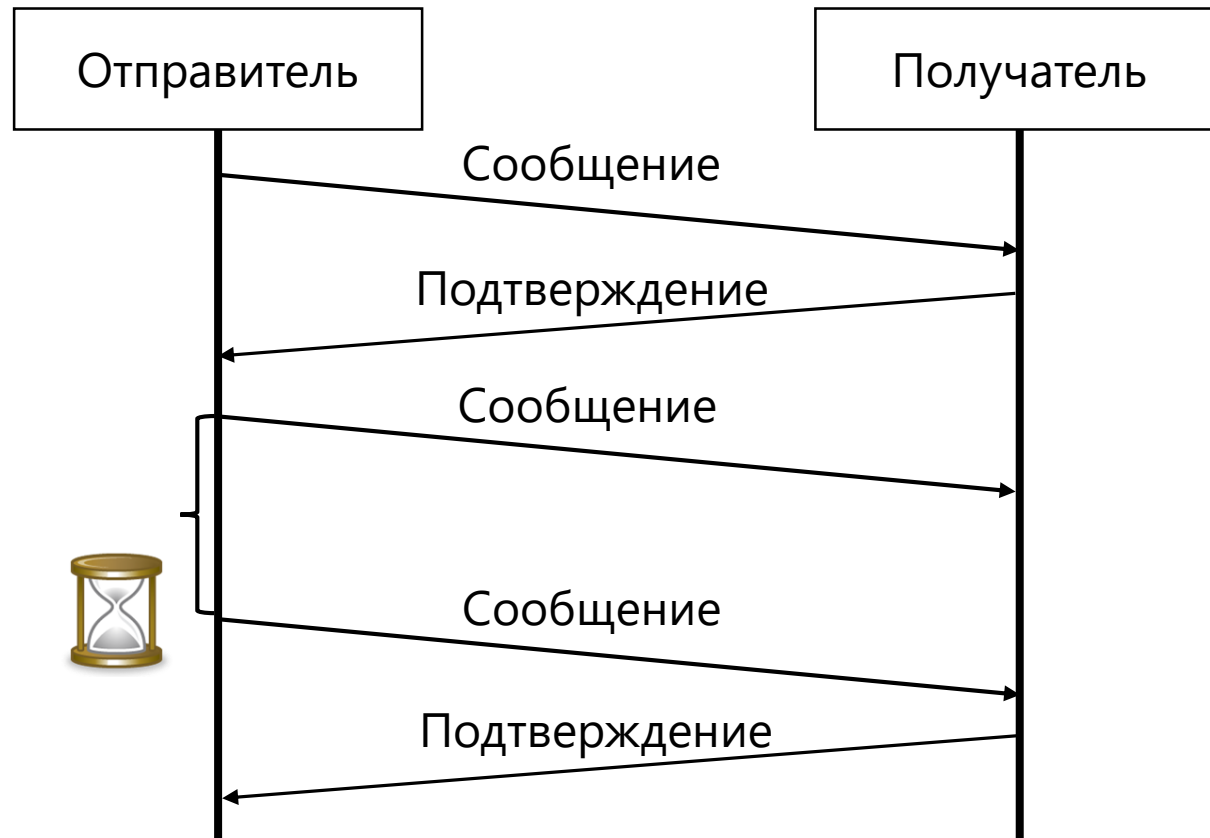 Отправитель
Получатель
Сообщение
Подтверждение
Сообщение
Сообщение
Подтверждение